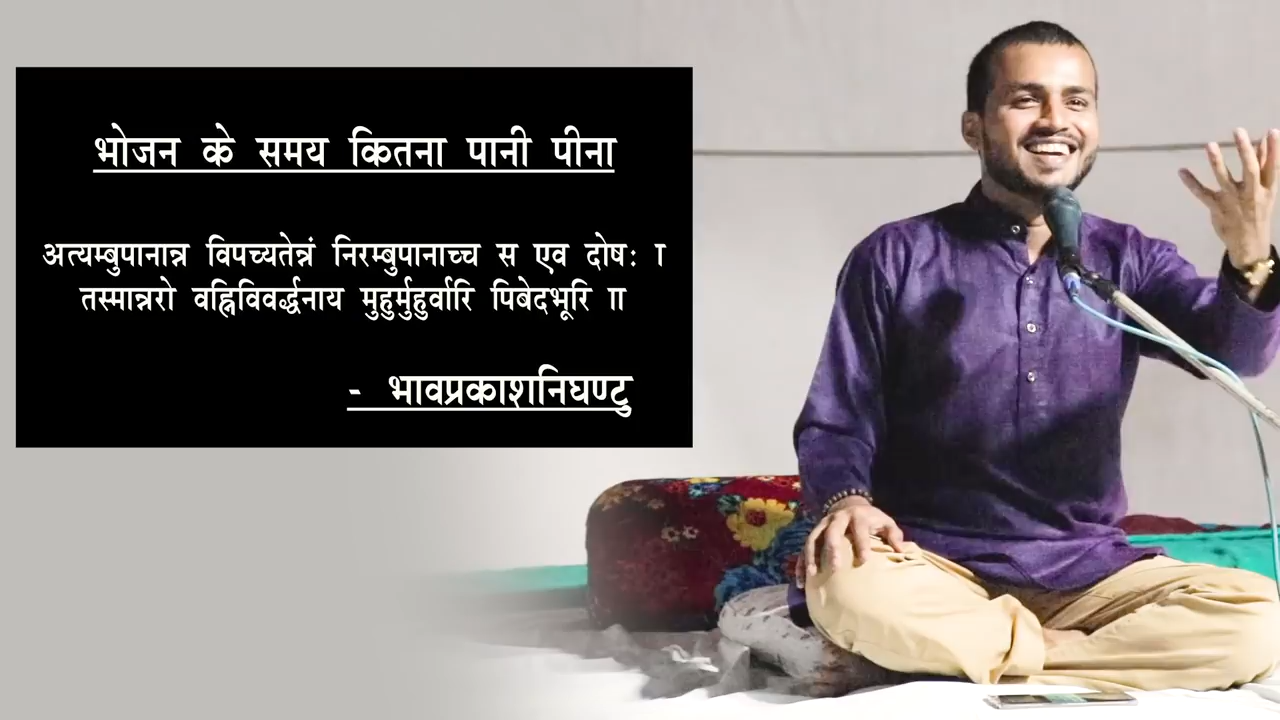 भोजन के समय कितना पानी पीना
अत्यम्बुपानान्न विपच्यतेन्नं निरम्बुपानाच्च स एव दोषः ।
तस्मान्नरो वह्निविवर्द्धनाय मुहुर्मुहुर्वारि पिबेदभूरि ॥
- भावप्रकाशनिघण्टु